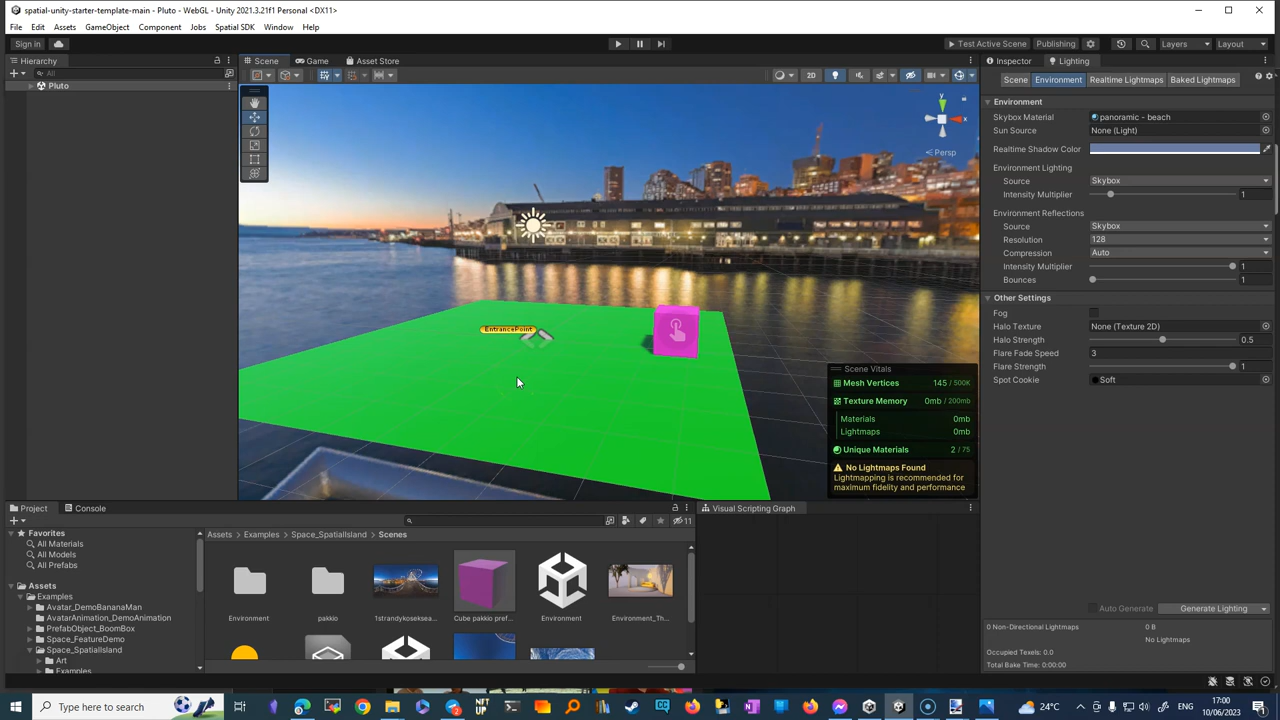 spatial-unity-starter-template-main - Pluto - WebGL - Unity 2021.3.21f1 Personal <DX11>
File Edit Assets GameObject Component Jobs Spatial SDK Window Help
Sign in
Test Active Scene Publishing Layers Layout
Hierarchy
All
Pluto
Scene Game Asset Store
2D
y
x
Persp
EntrancePoint
Scene Vitals
Mesh Vertices 145 / 500K
Texture Memory 0mb / 200mb
Materials 0mb
Lightmaps 0mb
Unique Materials 2 / 75
No Lightmaps Found
Lightmapping is recommended for
maximum fidelity and performance
Inspector Lighting
Scene Environment Realtime Lightmaps Baked Lightmaps
Environment
Skybox Material panoramic - beach
Sun Source None (Light)
Realtime Shadow Color
Environment Lighting
Source Skybox
Intensity Multiplier 1
Environment Reflections
Source Skybox
Resolution 128
Compression Auto
Intensity Multiplier 1
Bounces 1
Other Settings
Fog
Halo Texture None (Texture 2D)
Halo Strength 0.5
Flare Fade Speed 3
Flare Strength 1
Spot Cookie Soft
Auto Generate Generate Lighting
0 Non-Directional Lightmaps 0 B
No Lightmaps
Occupied Texels: 0.0
Total Bake Time: 0:00:00
Project Console
11
Favorites
All Materials
All Models
All Prefabs
Assets
Examples
Avatar_DemoBananaMan
AvatarAnimation_DemoAnimation
PrefabObject_BoomBox
Space_FeatureDemo
Space_SpatialIsland
Art
Examples
Assets Examples Space_SpatialIsland Scenes
Environment pakkio 1strandykoseksea... Cube pakkio pref... Environment Environment_Th...
Visual Scripting Graph
Type here to search
24°C
17:00
10/06/2023